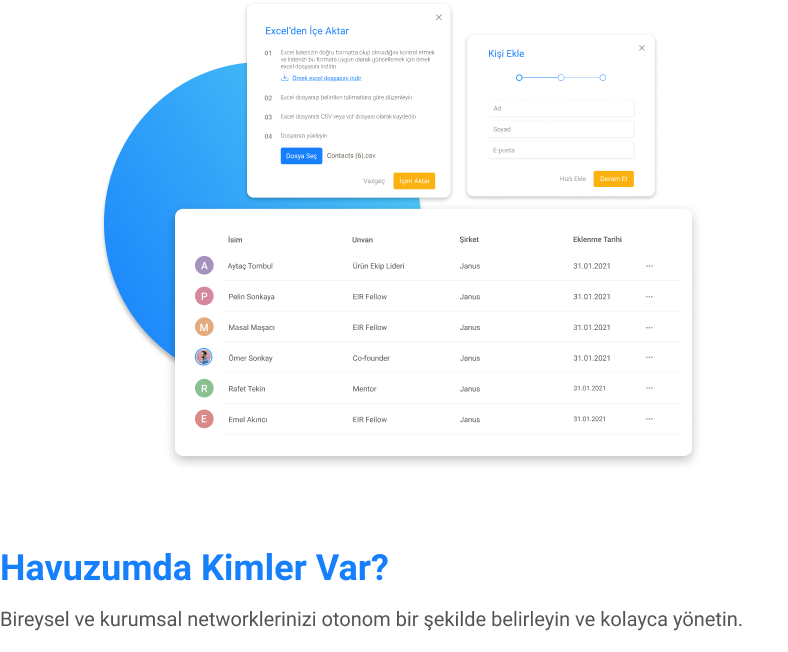 Excel'den İçe Aktar
01 Excel listenizin doğru formatta olup olmadığını kontrol etmek
ve listenizi bu formata uygun olarak güncellemek için örnek
excel dosyasını indirin
Örnek excel dosyasını indir
02 Excel dosyanızı belirtilen talimatlara göre düzenleyin
03 Excel dosyanızı CSV veya vcf dosyası olarak kaydedin
04 Dosyanızı yükleyin
Dosya Seç Contacts (6).csv
Vazgeç İçeri Aktar
Kişi Ekle
Ad
Soyad
E-posta
Hızlı Ekle Devam Et
İsim Unvan Şirket Eklenme Tarihi
A Aytaç Tombul Ürün Ekip Lideri Janus 31.01.2021
P Pelin Sonkaya EIR Fellow Janus 31.01.2021
M Masal Maşacı EIR Fellow Janus 31.01.2021
Ömer Sonkay Co-founder Janus 31.01.2021
R Rafet Tekin Mentor Janus 31.01.2021
E Emel Akıncı EIR Fellow Janus 31.01.2021
Havuzumda Kimler Var?
Bireysel ve kurumsal networklerinizi otonom bir şekilde belirleyin ve kolayca yönetin.